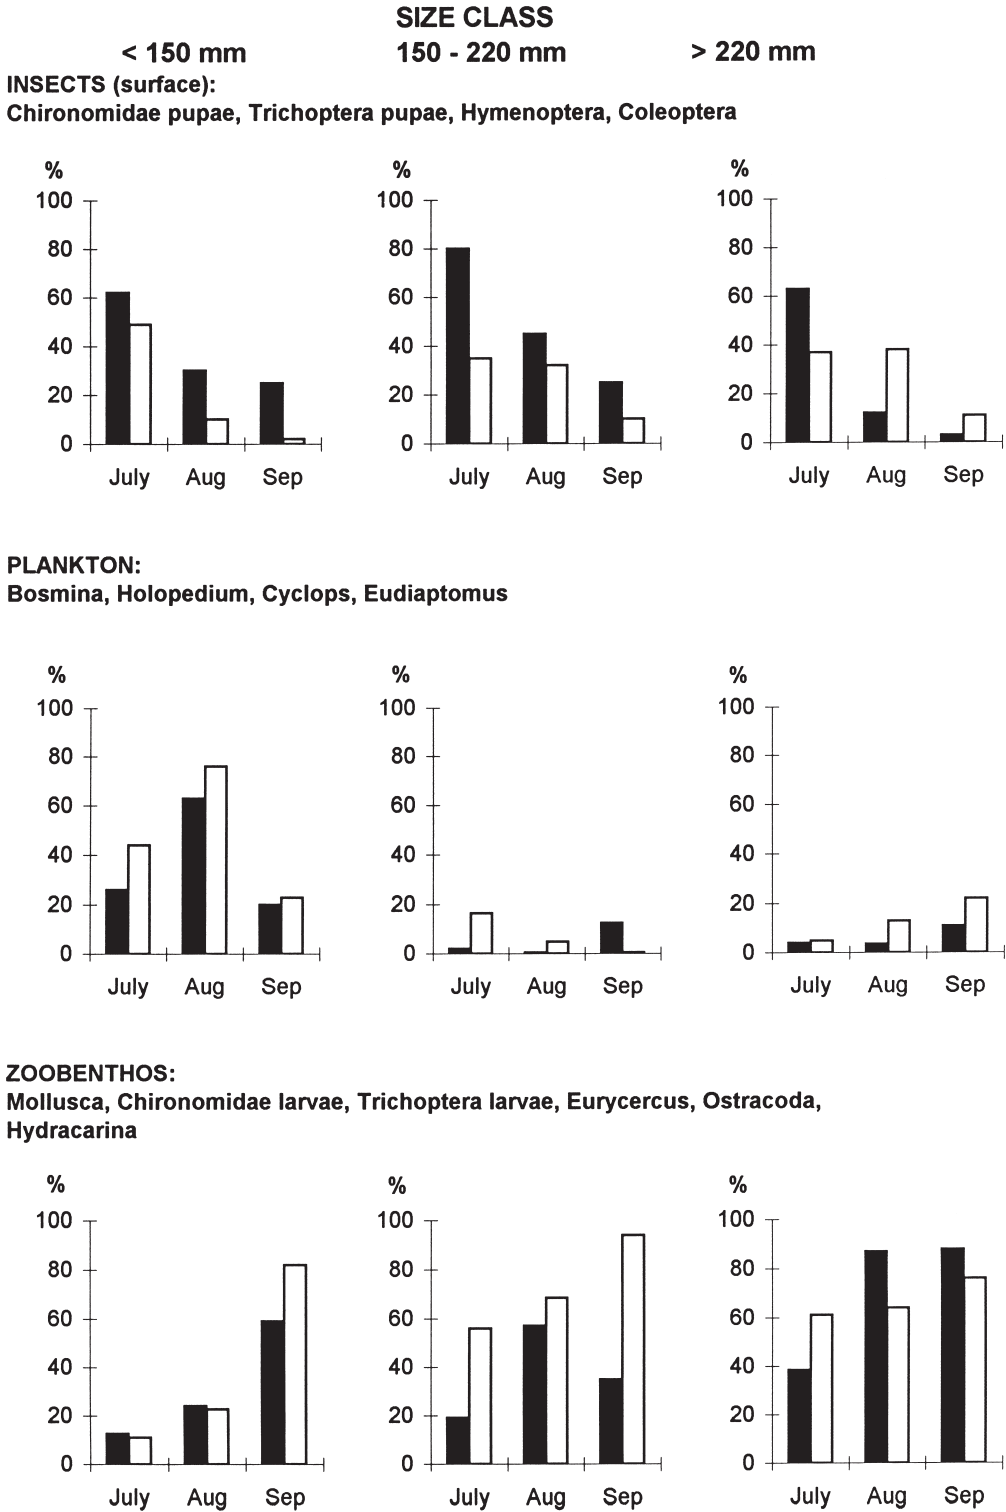 SIZE CLASS
< 150 mm 150 - 220 mm > 220 mm
INSECTS (surface):
Chironomidae pupae, Trichoptera pupae, Hymenoptera, Coleoptera
% % %
100 100 100
80 80 80
60 60 60
40 40 40
20 20 20
0 0 0
July Aug Sep July Aug Sep July Aug Sep
PLANKTON:
Bosmina, Holopedium, Cyclops, Eudiaptomus
% % %
100 100 100
80 80 80
60 60 60
40 40 40
20 20 20
0 0 0
July Aug Sep July Aug Sep July Aug Sep
ZOOBENTHOS:
Mollusca, Chironomidae larvae, Trichoptera larvae, Eurycercus, Ostracoda,
Hydracarina
% % %
100 100 100
80 80 80
60 60 60
40 40 40
20 20 20
0 0 0
July Aug Sep July Aug Sep July Aug Sep